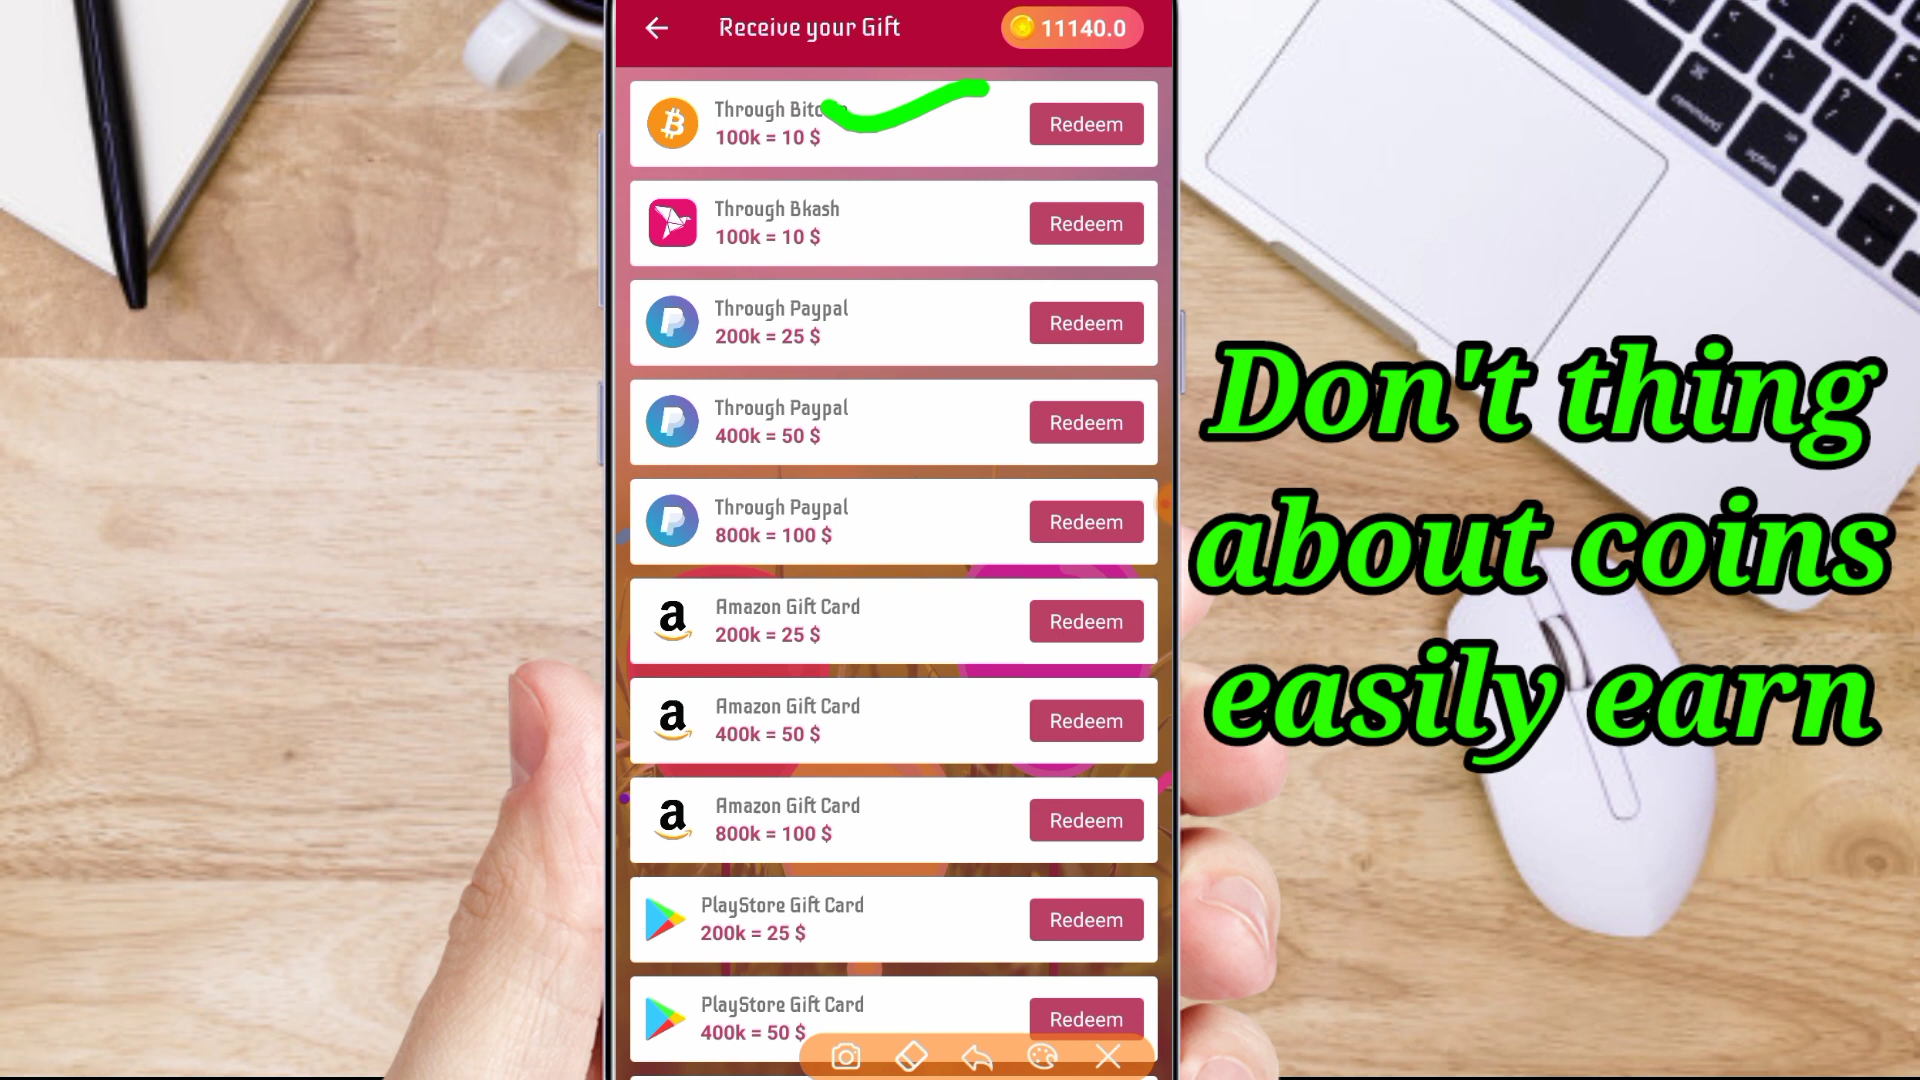 Receive your Gift
11140.0
Through
100k = 10 $
Redeem
Through Bkash
100k = 10 $
Redeem
Through Paypal
200k = 25 $
Redeem
Through Paypal
400k = 50 $
Redeem
Through Paypal
800k = 100 $
Redeem
Amazon Gift Card
200k = 25 $
Redeem
Amazon Gift Card
400k = 50 $
Redeem
Amazon Gift Card
800k = 100 $
Redeem
PlayStore Gift Card
200k = 25 $
Redeem
PlayStore Gift Card
400k = 50 $
Redeem
Don't thing
about coins
easily earn
command
option